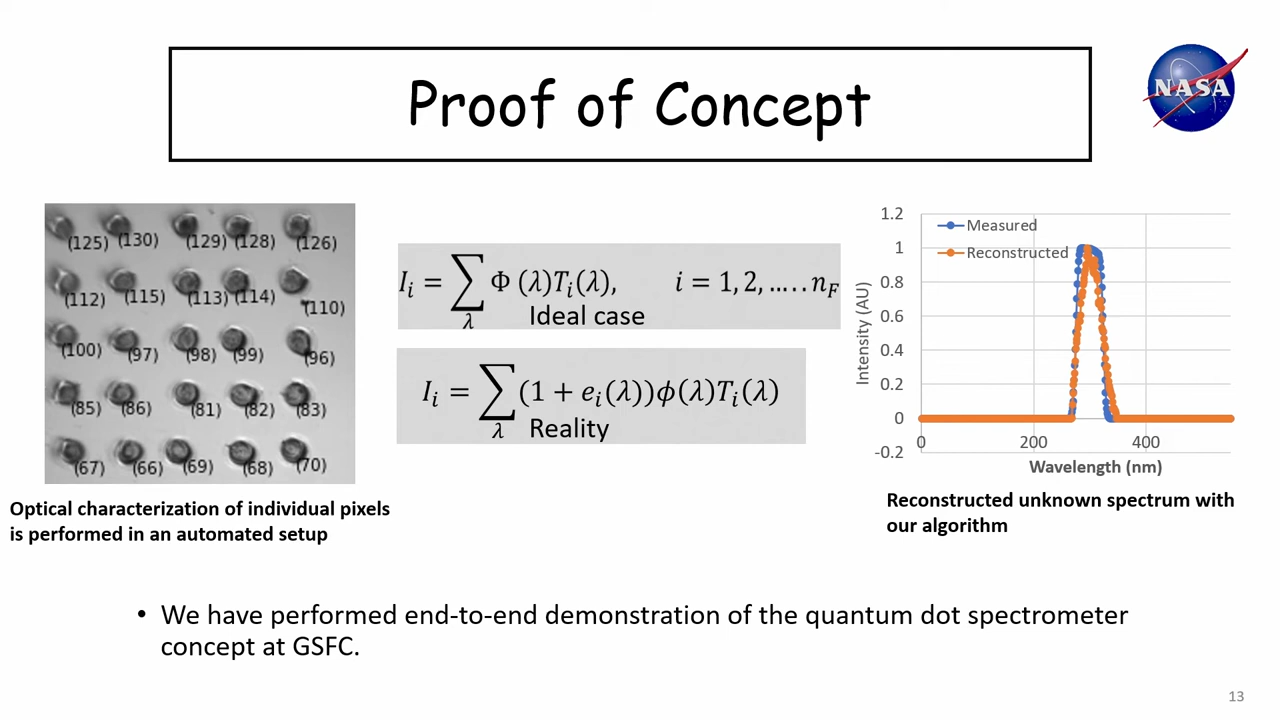 Proof of Concept
NASA
(125) (130) (129) (128) (126)
(112) (115) (113) (114) (110)
(100) (97) (98) (99) (96)
(85) (86) (81) (82) (83)
(67) (66) (69) (68) (70)
Optical characterization of individual pixels
is performed in an automated setup
I_i = ∑_λ Φ (λ)T_i(λ), i = 1, 2, ..... n_F
Ideal case
I_i = ∑_λ (1 + e_i(λ))ϕ(λ)T_i(λ)
Reality
Measured
Reconstructed
Intensity (AU)
1.2
1
0.8
0.6
0.4
0.2
0
-0.2
0 200 400
Wavelength (nm)
Reconstructed unknown spectrum with
our algorithm
• We have performed end-to-end demonstration of the quantum dot spectrometer
concept at GSFC.
13